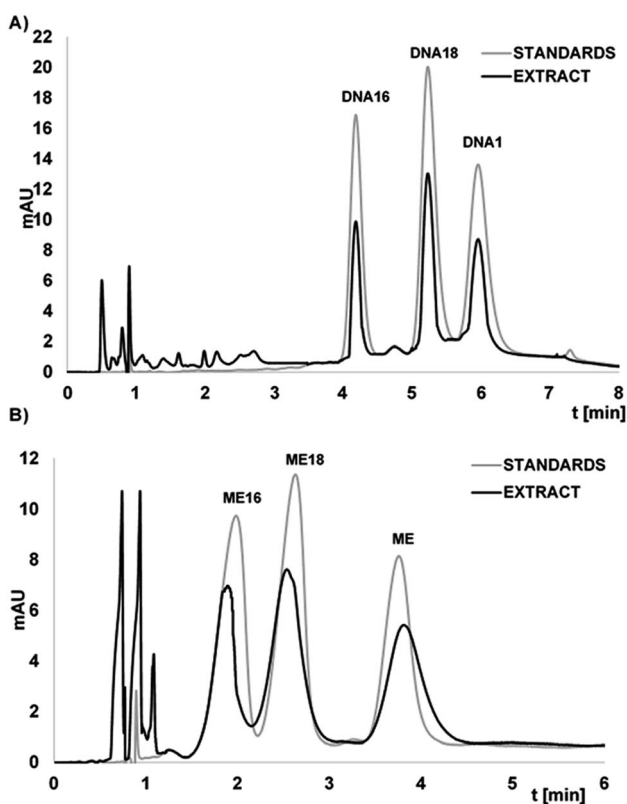 A)
22
20
18
16
14
12
10
8
6
4
2
0
mAU
DNA16
DNA18
DNA1
STANDARDS
EXTRACT
0 1 2 3 4 5 6 7 8
t [min]
B)
12
10
8
6
4
2
0
mAU
ME16
ME18
ME
STANDARDS
EXTRACT
0 1 2 3 4 5 6
t [min]